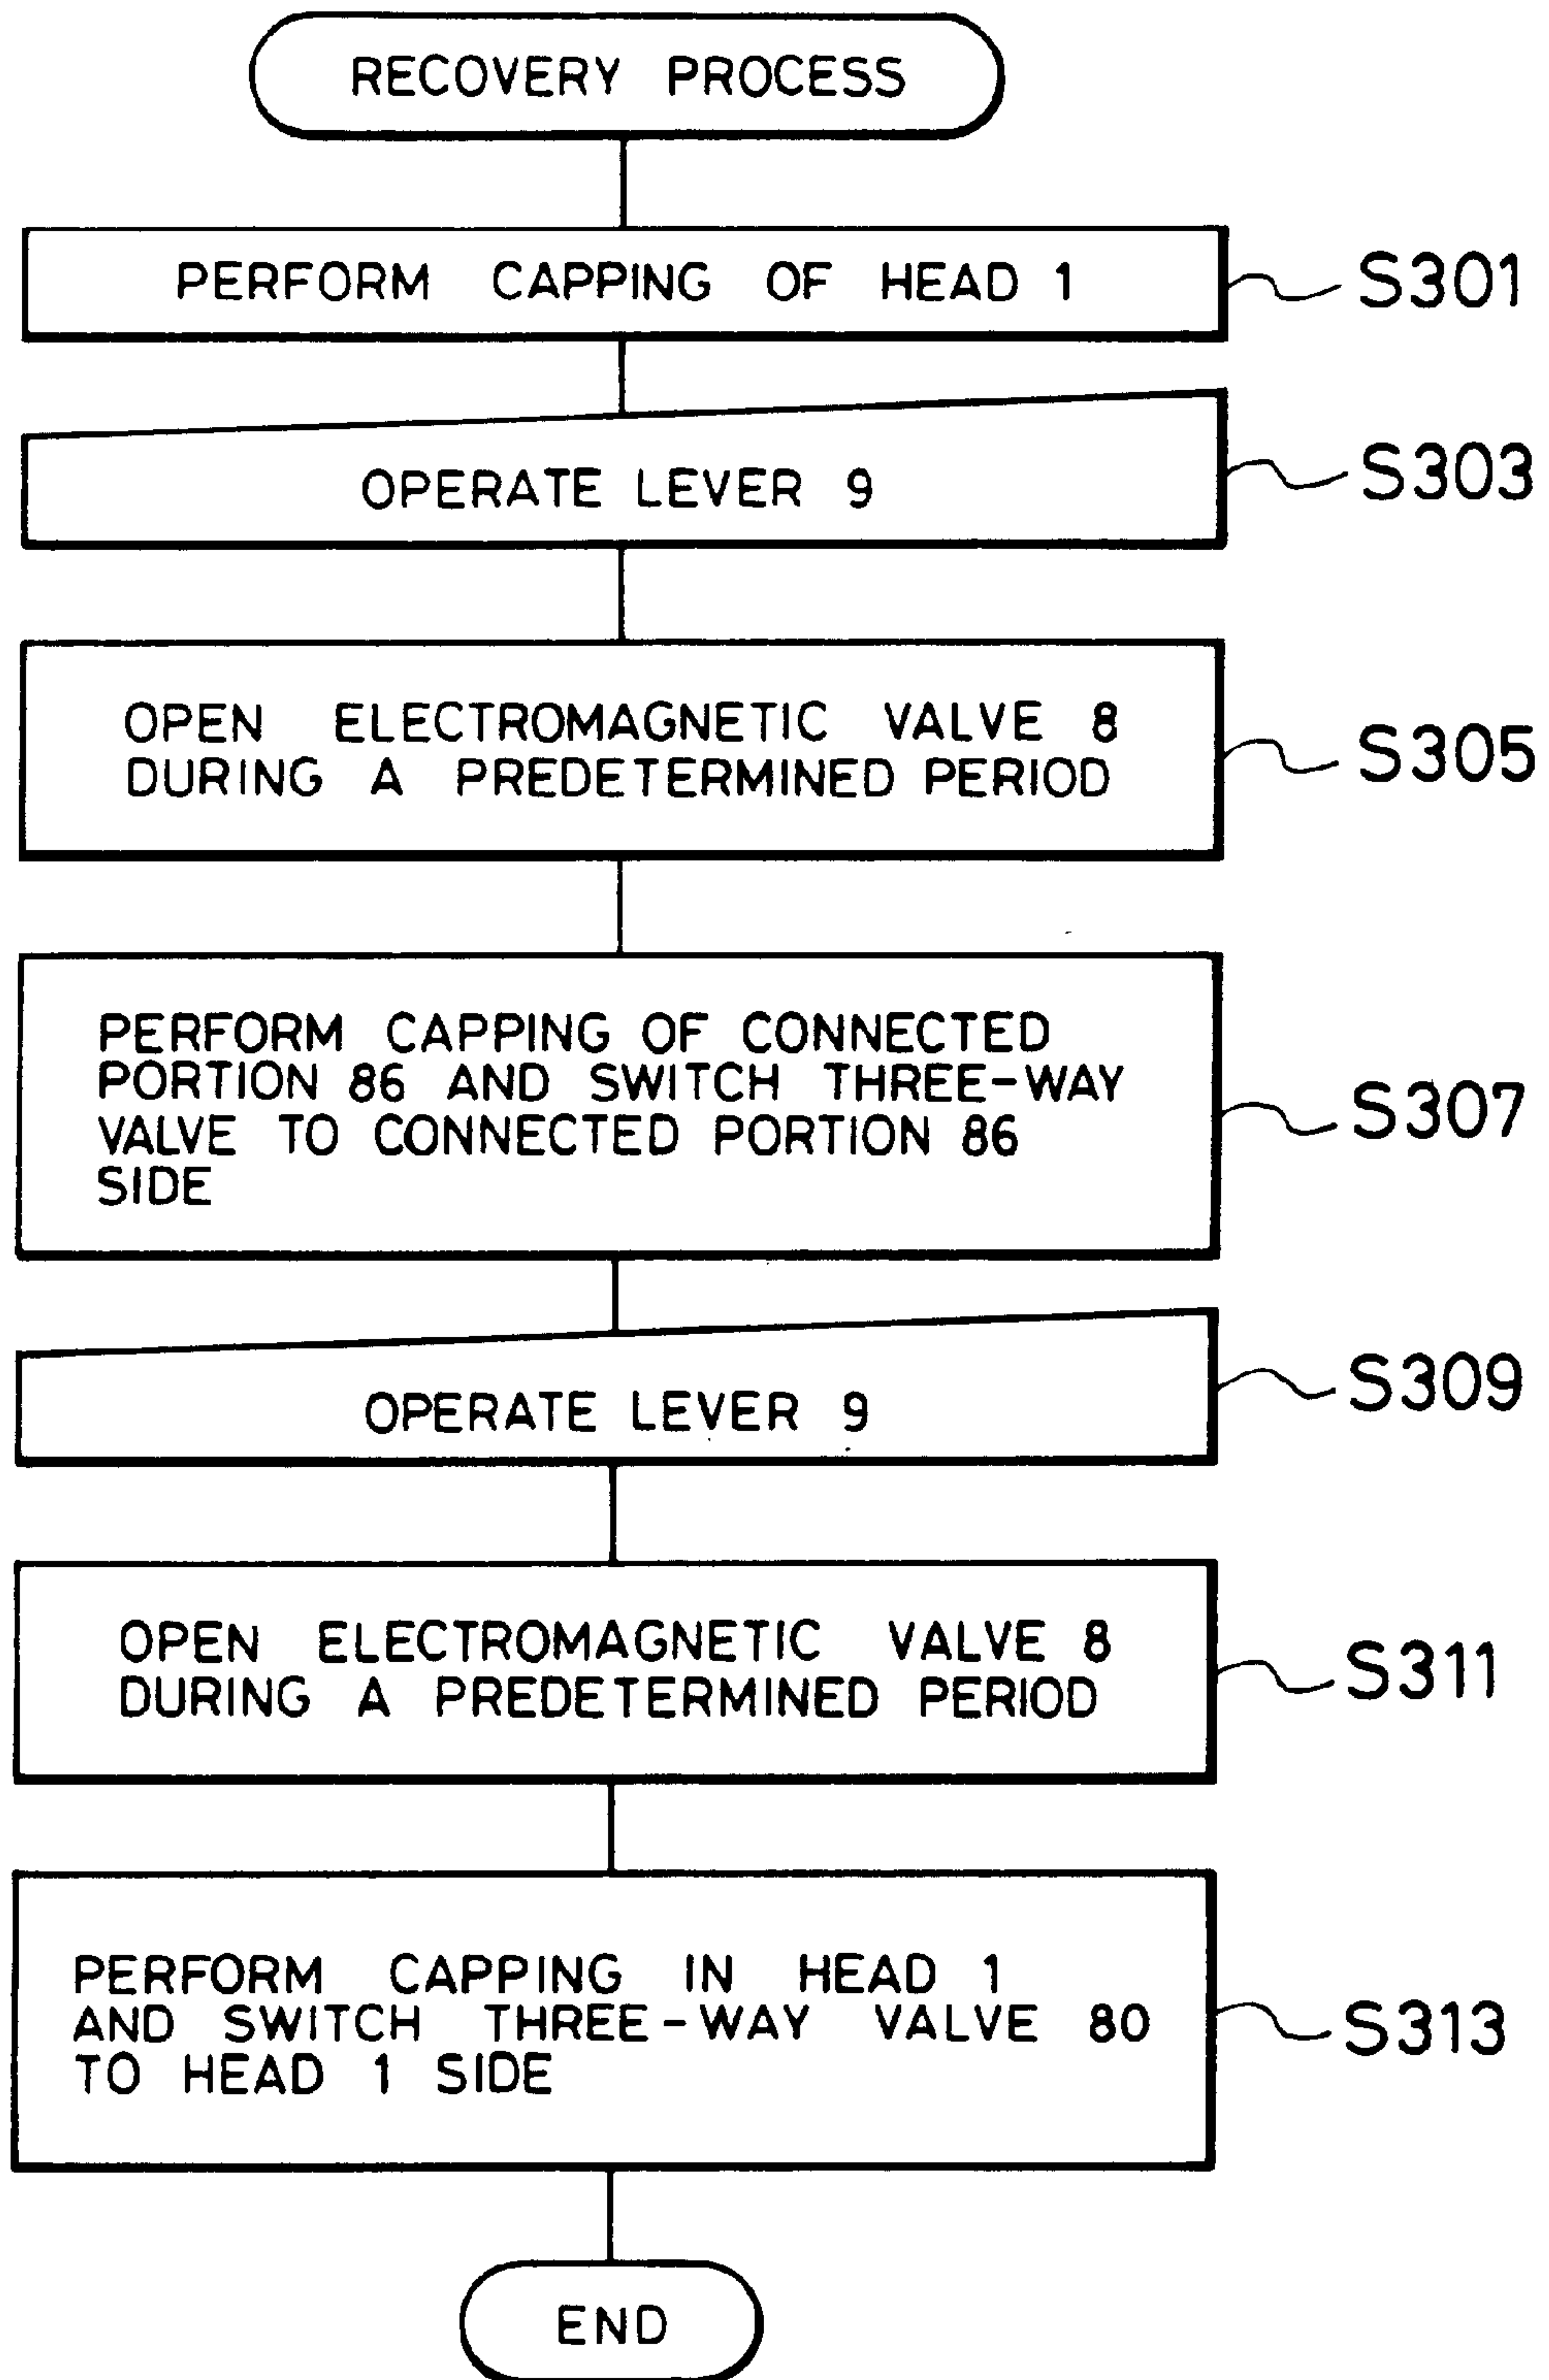 RECOVERY PROCESS
PERFORM CAPPING OF HEAD 1
S301
OPERATE LEVER 9
S303
OPEN ELECTROMAGNETIC VALVE 8
DURING A PREDETERMINED PERIOD
S305
PERFORM CAPPING OF CONNECTED
PORTION 86 AND SWITCH THREE-WAY
VALVE TO CONNECTED PORTION 86
SIDE
S307
OPERATE LEVER 9
S309
OPEN ELECTROMAGNETIC VALVE 8
DURING A PREDETERMINED PERIOD
S311
PERFORM CAPPING IN HEAD 1
AND SWITCH THREE-WAY VALVE 80
TO HEAD 1 SIDE
S313
END